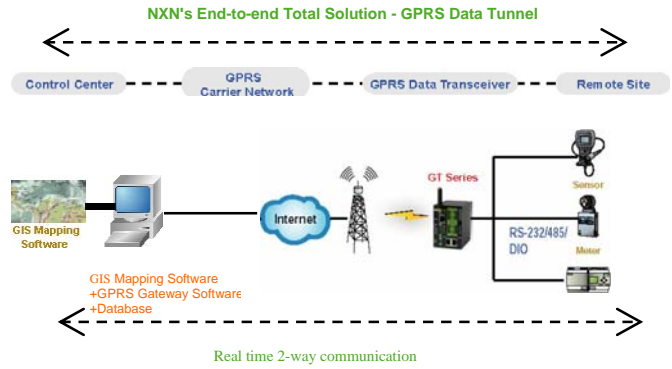 NXN's End-to-end Total Solution - GPRS Data Tunnel
Control Center
GPRS
Carrier Network
GPRS Data Transceiver
Remote Site
GT Series
Sensor
GIS Mapping
Software
Internet
RS-232/485/
DIO
Meter
GIS Mapping Software
+GPRS Gateway Software
+Database
Real time 2-way communication